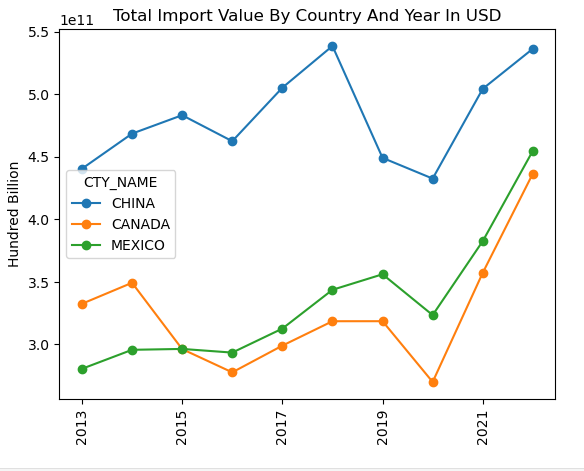 Total Import Value By Country And Year In USD
1e11
5.5
5.0
4.5
4.0
3.5
3.0
Hundred Billion
CTY_NAME
CHINA
CANADA
MEXICO
2013
2015
2017
2019
2021